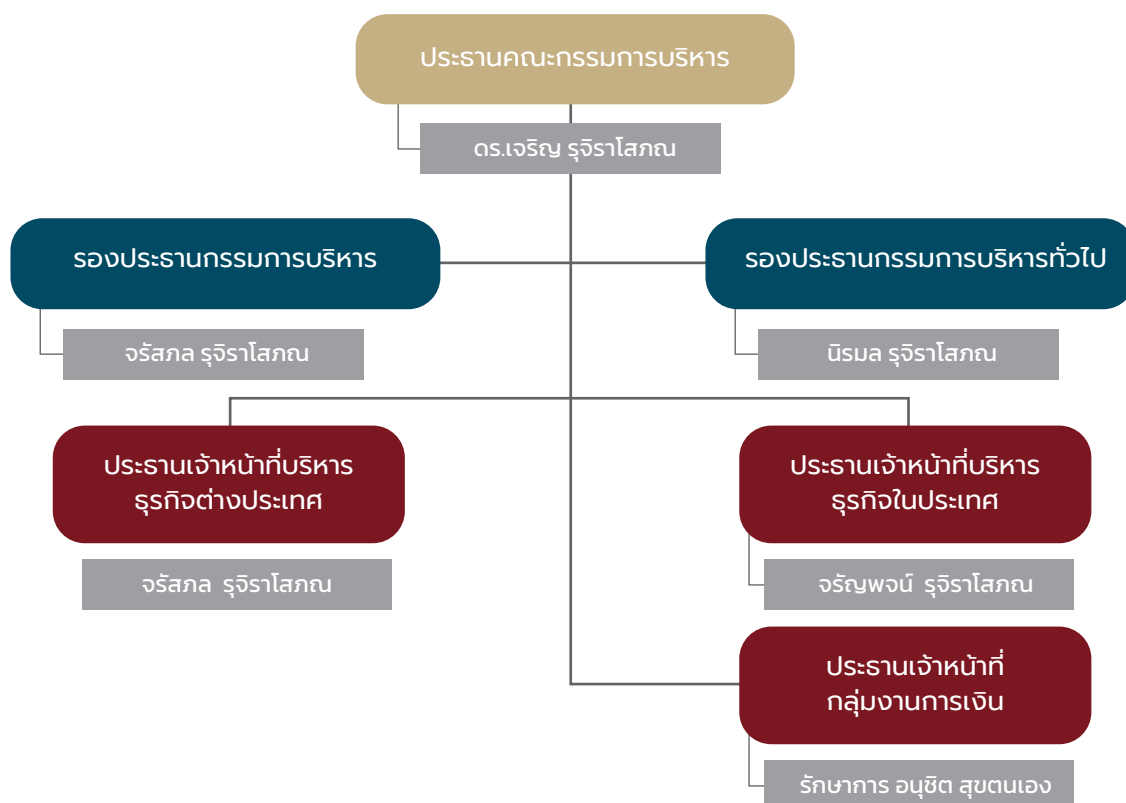 ประธานคณะกรรมการบริหาร
ดร.เจริญ รุจิราโสภณ
รองประธานกรรมการบริหาร
รองประธานกรรมการบริหารทั่วไป
จรัสภล รุจิราโสภณ
นิรมล รุจิราโสภณ
ประธานเจ้าหน้าที่บริหาร
ธุรกิจต่างประเทศ
ประธานเจ้าหน้าที่บริหาร
ธุรกิจในประเทศ
จรัสภล รุจิราโสภณ
จรัญพจน์ รุจิราโสภณ
ประธานเจ้าหน้าที่
กลุ่มงานการเงิน
รักษาการ อนุชิต สุขตนเอง